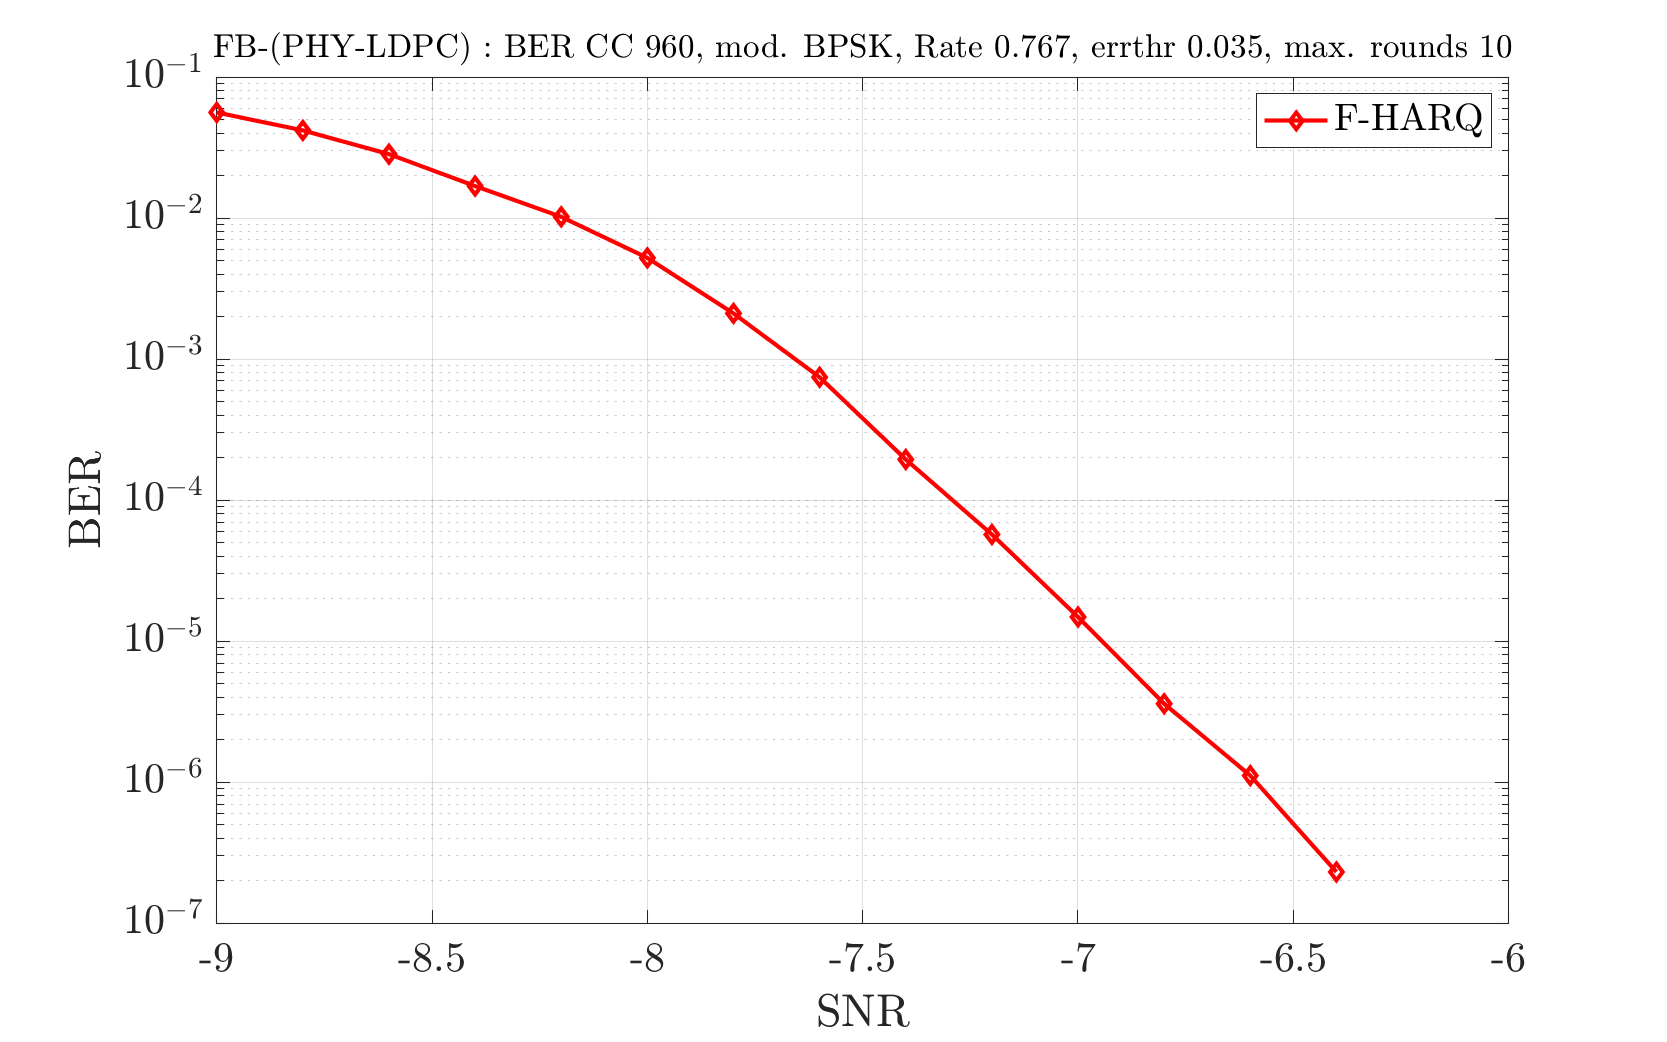 FB-(PHY-LDPC) : BER CC 960, mod. BPSK, Rate 0.767, errthr 0.035, max. rounds 10
F-HARQ
BER
10⁻¹
10⁻²
10⁻³
10⁻⁴
10⁻⁵
10⁻⁶
10⁻⁷
-9 -8.5 -8 -7.5 -7 -6.5 -6
SNR